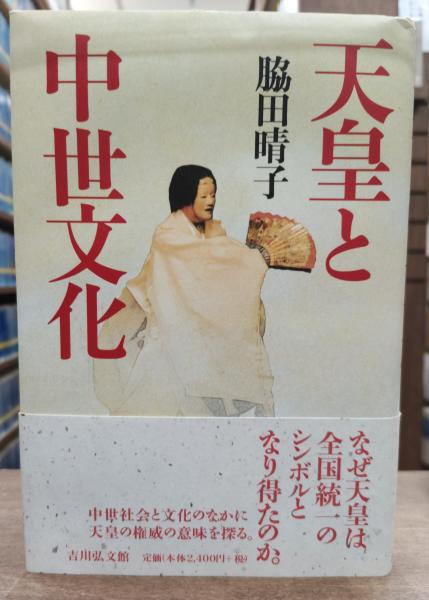 天皇と
中世文化
脇田晴子
なぜ天皇は、
全国統一の
シンボルと
なり得たのか。
中世社会と文化のなかに
天皇の権威の意味を探る。
吉川弘文館 定価(本体2,400円+税)